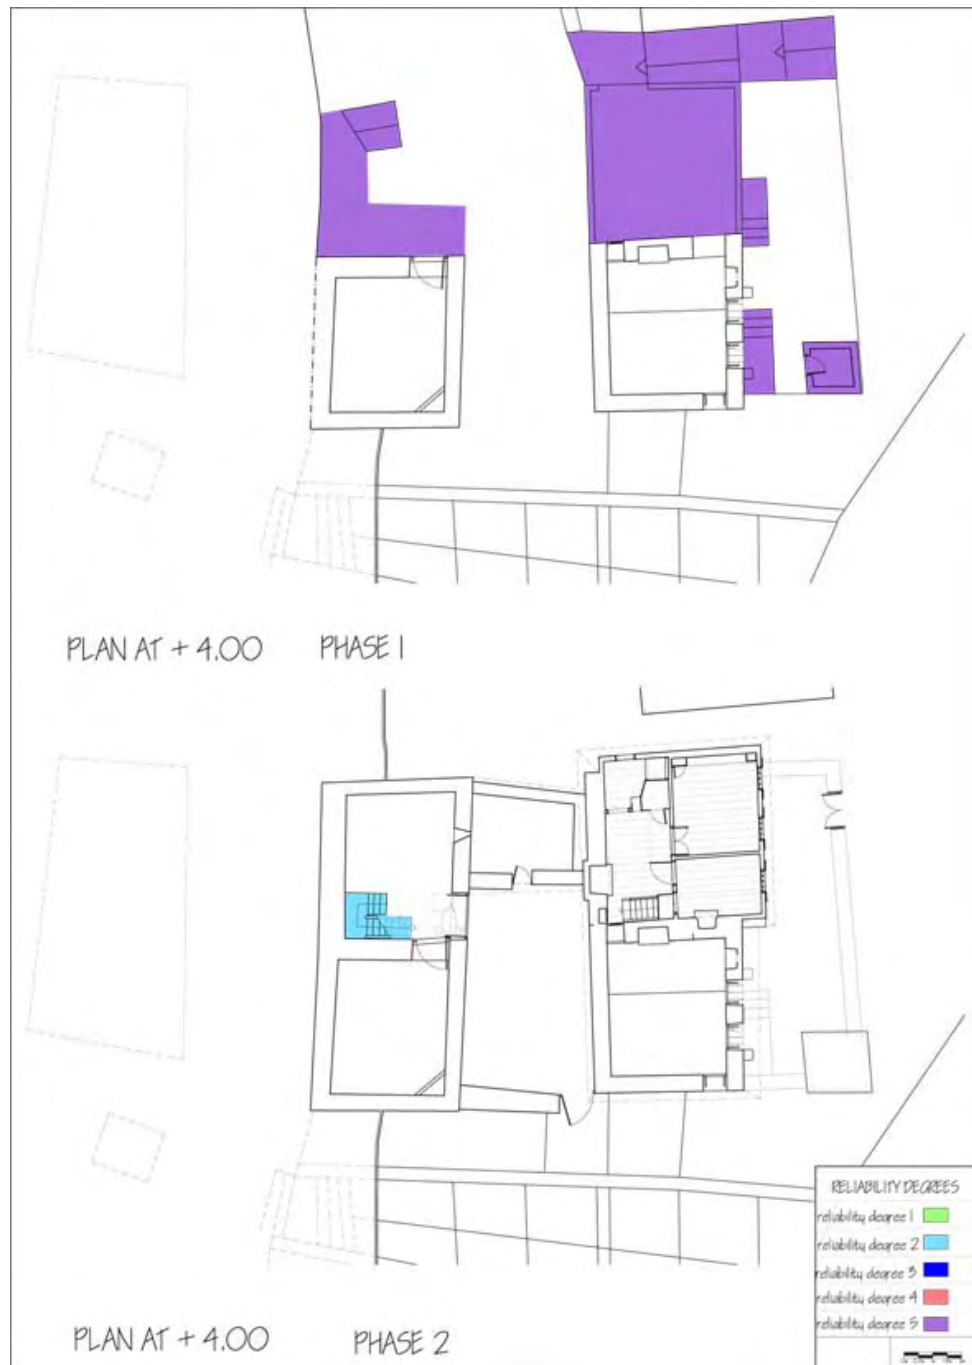 PLAN AT + 4.00 PHASE 1
PLAN AT + 4.00 PHASE 2
RELIABILITY DEGREES
reliability degree 1
reliability degree 2
reliability degree 3
reliability degree 4
reliability degree 5